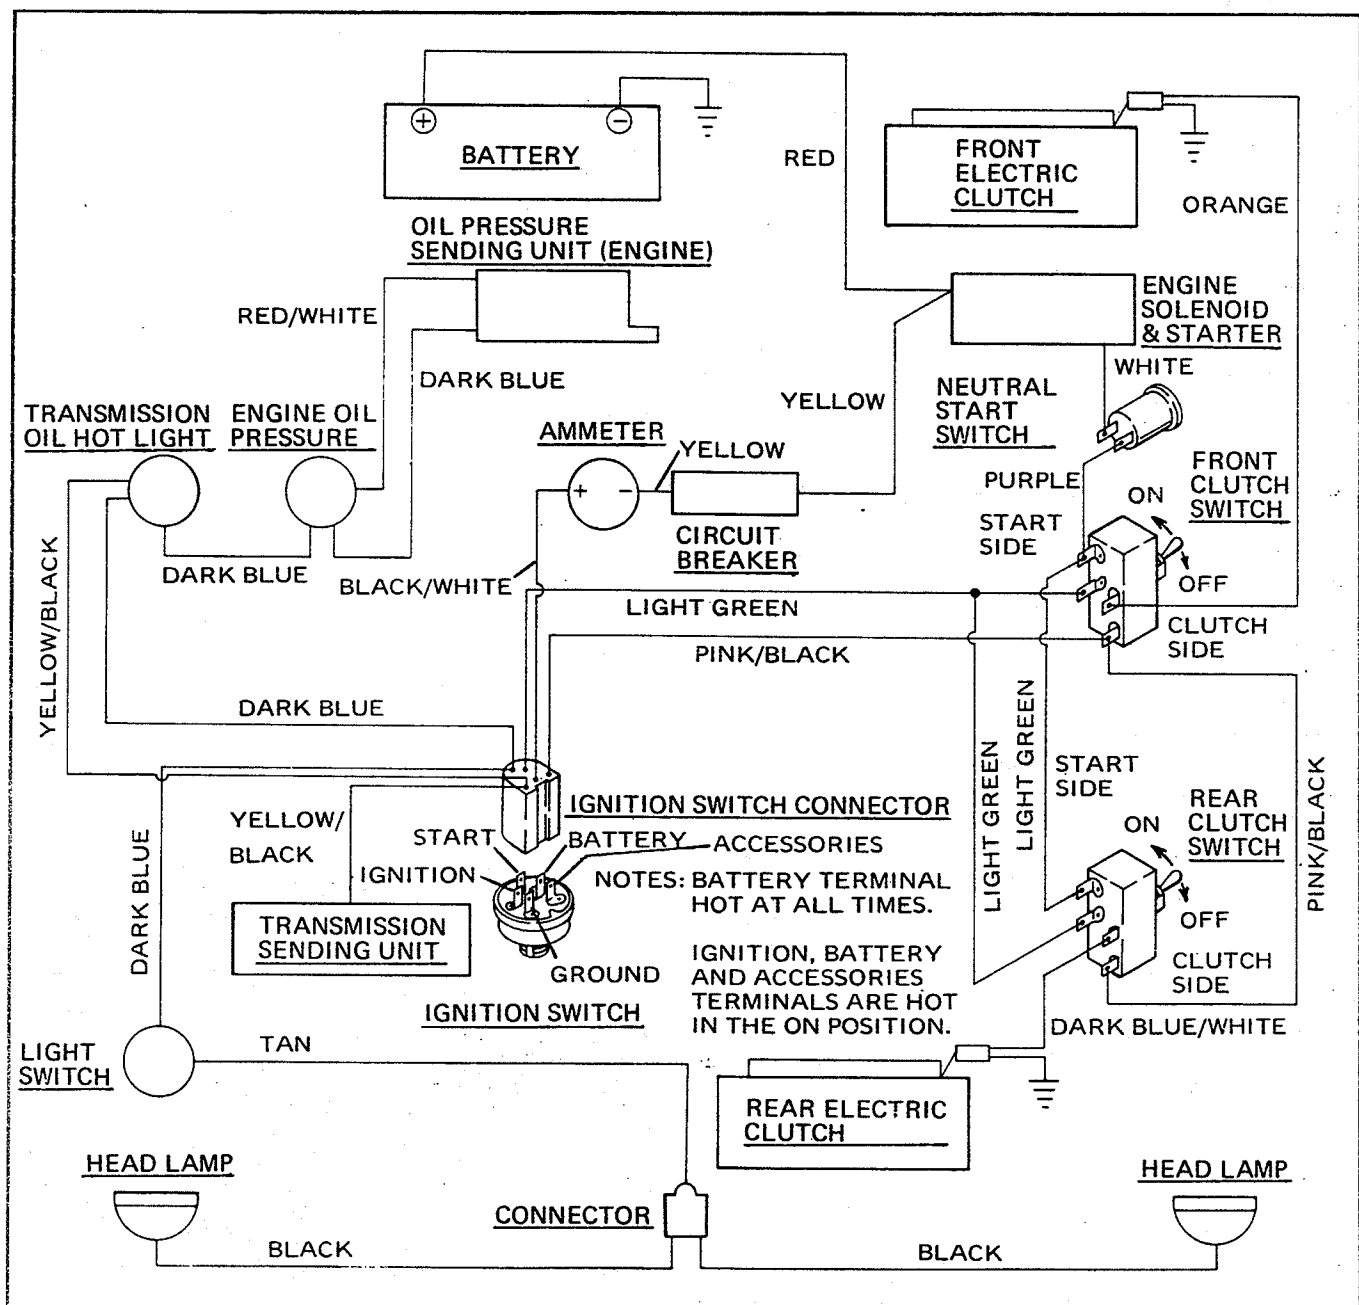 +
−
BATTERY
RED
FRONT
ELECTRIC
CLUTCH
ORANGE
OIL PRESSURE
SENDING UNIT (ENGINE)
RED/WHITE
DARK BLUE
ENGINE
SOLENOID
& STARTER
WHITE
TRANSMISSION
OIL HOT LIGHT
ENGINE OIL
PRESSURE
AMMETER
+
−
YELLOW
YELLOW
NEUTRAL
START
SWITCH
PURPLE
FRONT
CLUTCH
SWITCH
ON
START
SIDE
OFF
CLUTCH
SIDE
CIRCUIT
BREAKER
DARK BLUE
BLACK/WHITE
LIGHT GREEN
PINK/BLACK
YELLOW/BLACK
DARK BLUE
LIGHT GREEN
LIGHT GREEN
START
SIDE
PINK/BLACK
REAR
CLUTCH
SWITCH
ON
OFF
CLUTCH
SIDE
IGNITION SWITCH CONNECTOR
YELLOW/
BLACK
START
BATTERY
ACCESSORIES
IGNITION
NOTES: BATTERY TERMINAL
HOT AT ALL TIMES.
DARK BLUE
TRANSMISSION
SENDING UNIT
GROUND
IGNITION SWITCH
IGNITION, BATTERY
AND ACCESSORIES
TERMINALS ARE HOT
IN THE ON POSITION.
DARK BLUE/WHITE
LIGHT
SWITCH
TAN
REAR ELECTRIC
CLUTCH
HEAD LAMP
HEAD LAMP
CONNECTOR
BLACK
BLACK